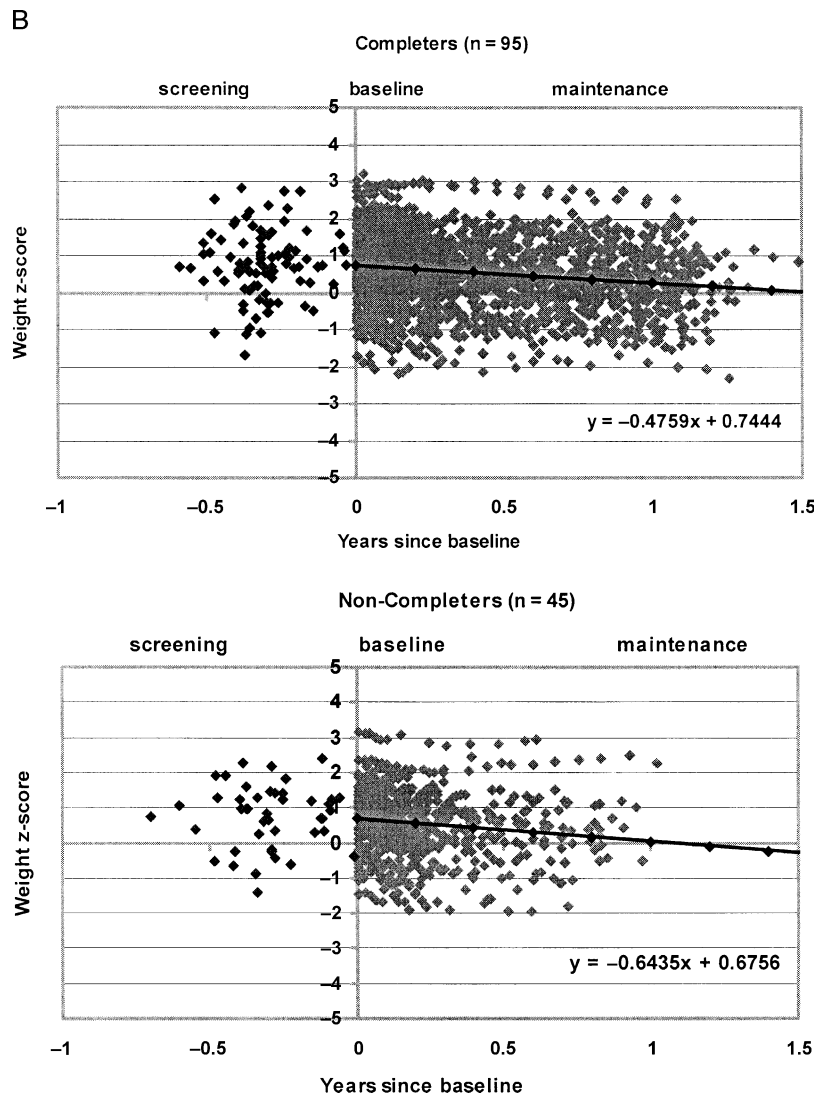 B
Completers (n = 95)
screening baseline maintenance
5
4
3
2
1
0
–1
–2
–3
–4
–5
Weight z-score
y = –0.4759x + 0.7444
–1 –0.5 0 0.5 1 1.5
Years since baseline
Non-Completers (n = 45)
screening baseline maintenance
5
4
3
2
1
0
–1
–2
–3
–4
–5
Weight z-score
y = –0.6435x + 0.6756
–1 –0.5 0 0.5 1 1.5
Years since baseline